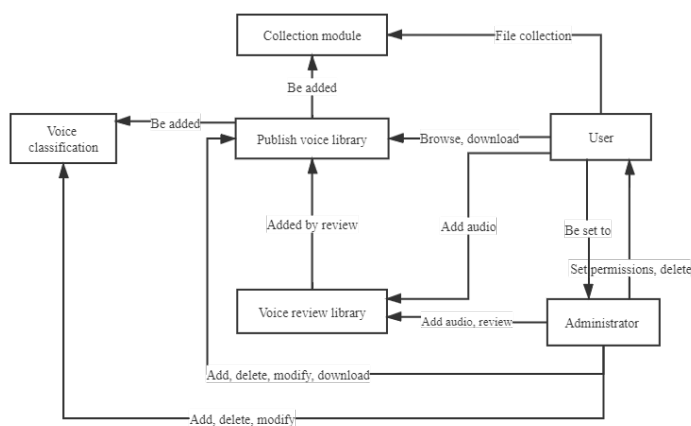 Collection module
File collection
Be added
Voice
classification
Be added
Publish voice library
Browse, download
User
Added by review
Add audio
Be set to
Set permissions, delete
Voice review library
Add audio, review
Administrator
Add, delete, modify, download
Add, delete, modify